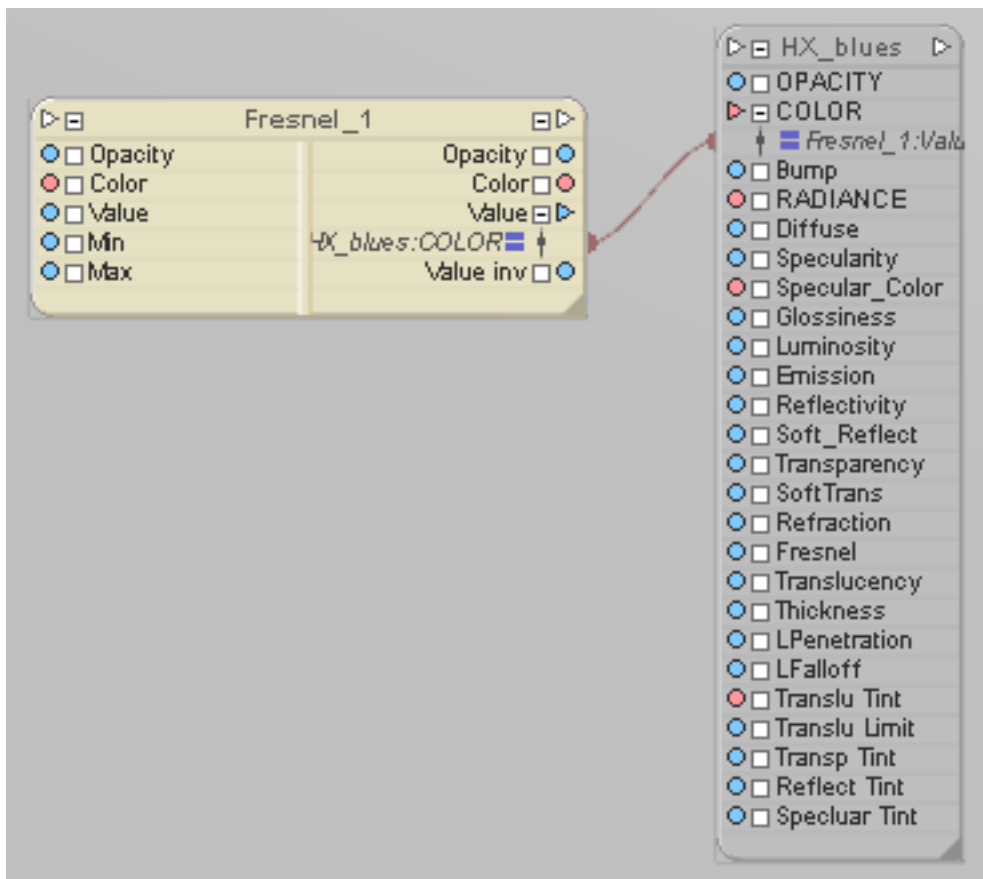 Fresnel_1
Opacity Opacity
Color Color
Value Value
Min HX_blues:COLOR
Max Value inv
HX_blues
OPACITY
COLOR
Fresnel_1:Valu
Bump
RADIANCE
Diffuse
Specularity
Specular_Color
Glossiness
Luminosity
Emission
Reflectivity
Soft_Reflect
Transparency
SoftTrans
Refraction
Fresnel
Translucency
Thickness
LPenetration
LFalloff
Translu Tint
Translu Limit
Transp Tint
Reflect Tint
Спecluar Tint